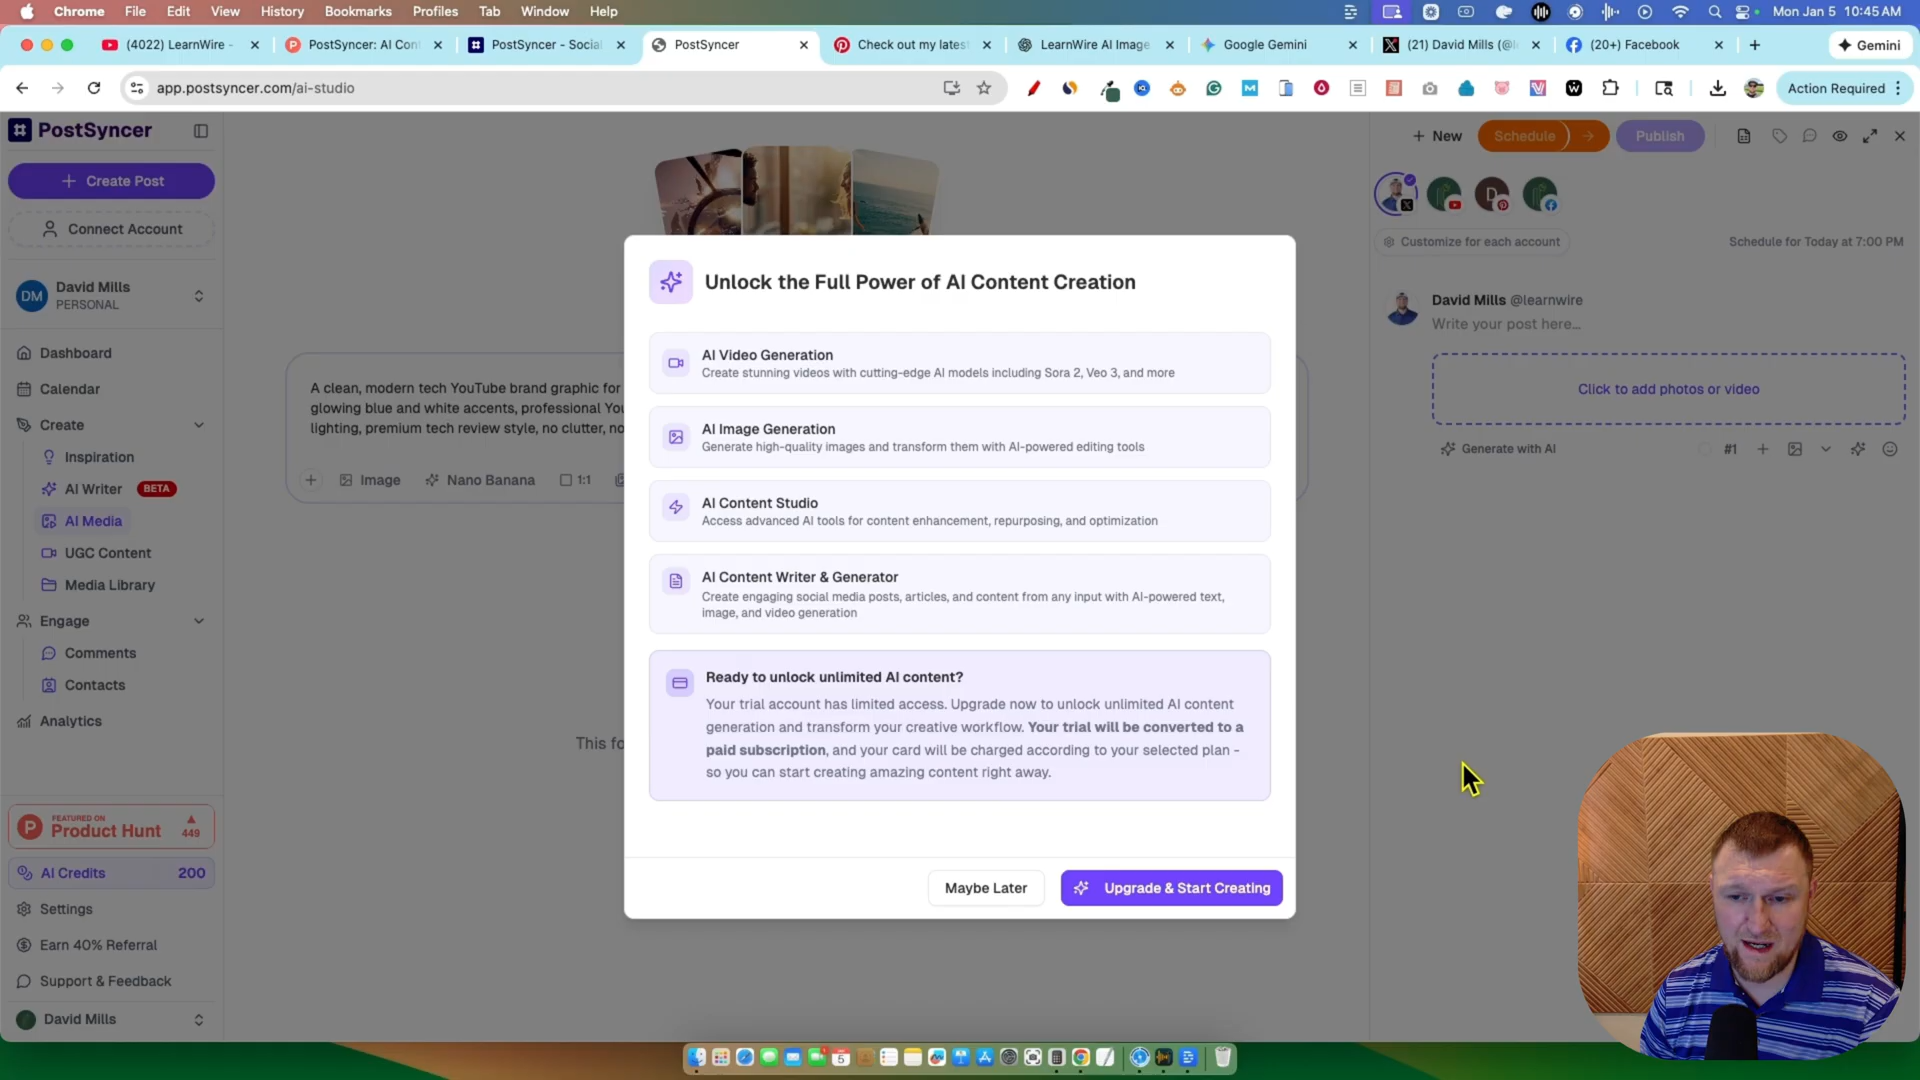 Chrome File Edit View History Bookmarks Profiles Tab Window Help
Mon Jan 5 10:45 AM
(4022) LearnWire -
PostSyncer: AI Con
PostSyncer - Social
PostSyncer
Check out my latest
LearnWire AI Image
Google Gemini
(21) David Mills (@l
(20+) Facebook
Gemini
app.postsyncer.com/ai-studio
Action Required
PostSyncer
Create Post
Connect Account
DM
David Mills
PERSONAL
Dashboard
Calendar
Create
Inspiration
AI Writer BETA
AI Media
UGC Content
Media Library
Engage
Comments
Contacts
Analytics
FEATURED ON
Product Hunt
449
AI Credits 200
Settings
Earn 40% Referral
Support & Feedback
David Mills
A clean, modern tech YouTube brand graphic for
glowing blue and white accents, professional You
lighting, premium tech review style, no clutter, no
Image Nano Banana 1:1
This fo
Unlock the Full Power of AI Content Creation
AI Video Generation
Create stunning videos with cutting-edge AI models including Sora 2, Veo 3, and more
AI Image Generation
Generate high-quality images and transform them with AI-powered editing tools
AI Content Studio
Access advanced AI tools for content enhancement, repurposing, and optimization
AI Content Writer & Generator
Create engaging social media posts, articles, and content from any input with AI-powered text,
image, and video generation
Ready to unlock unlimited AI content?
Your trial account has limited access. Upgrade now to unlock unlimited AI content
generation and transform your creative workflow. Your trial will be converted to a
paid subscription, and your card will be charged according to your selected plan -
so you can start creating amazing content right away.
Maybe Later
Upgrade & Start Creating
New
Schedule
Publish
D
Customize for each account
Schedule for Today at 7:00 PM
David Mills @learnwire
Write your post here...
Click to add photos or video
Generate with AI
#1
5